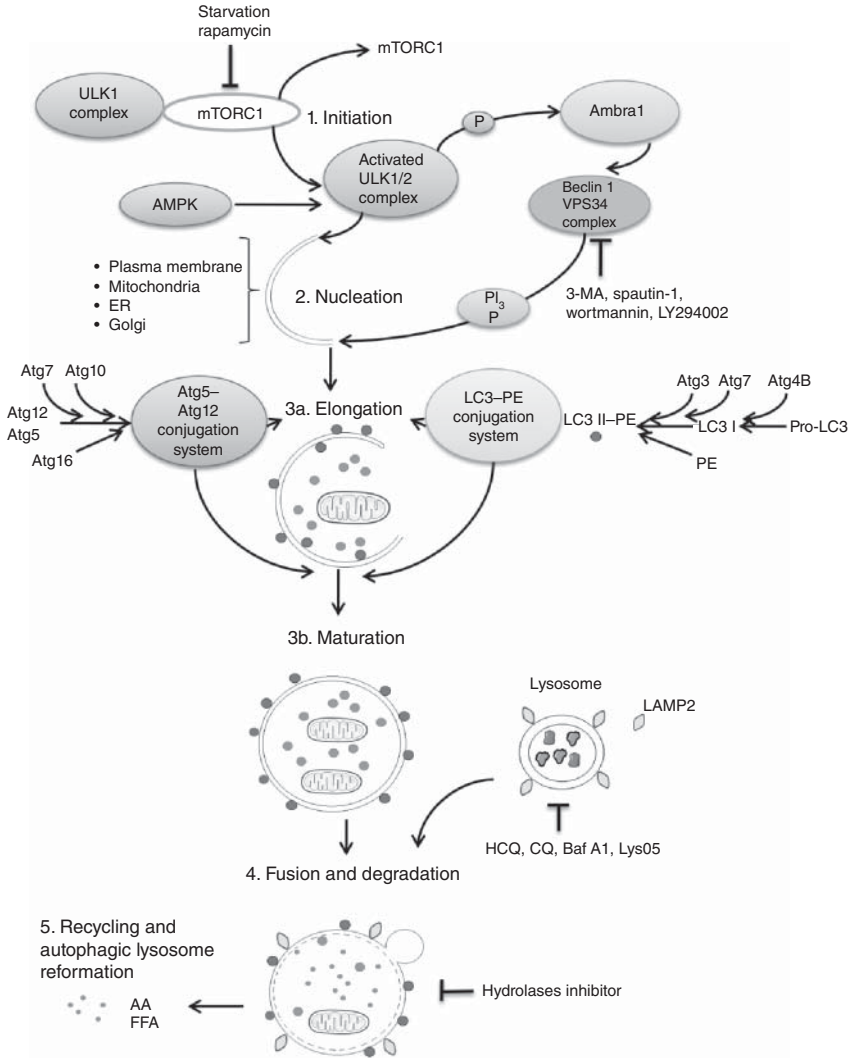 Starvation
rapamycin
mTORC1
ULK1
complex
mTORC1
1. Initiation
P
Ambra1
Activated
ULK1/2
complex
AMPK
Beclin 1
VPS34
complex
• Plasma membrane
• Mitochondria
• ER
• Golgi
2. Nucleation
PI3
P
3-MA, spautin-1,
wortmannin, LY294002
Atg7
Atg10
Atg12
Atg5
Atg16
Atg5–
Atg12
conjugation
system
3a. Elongation
LC3–PE
conjugation
system
LC3 II–PE
Atg3
Atg7
Atg4B
LC3 I
Pro-LC3
PE
3b. Maturation
Lysosome
LAMP2
HCQ, CQ, Baf A1, Lys05
4. Fusion and degradation
5. Recycling and
autophagic lysosome
reformation
AA
FFA
Hydrolases inhibitor